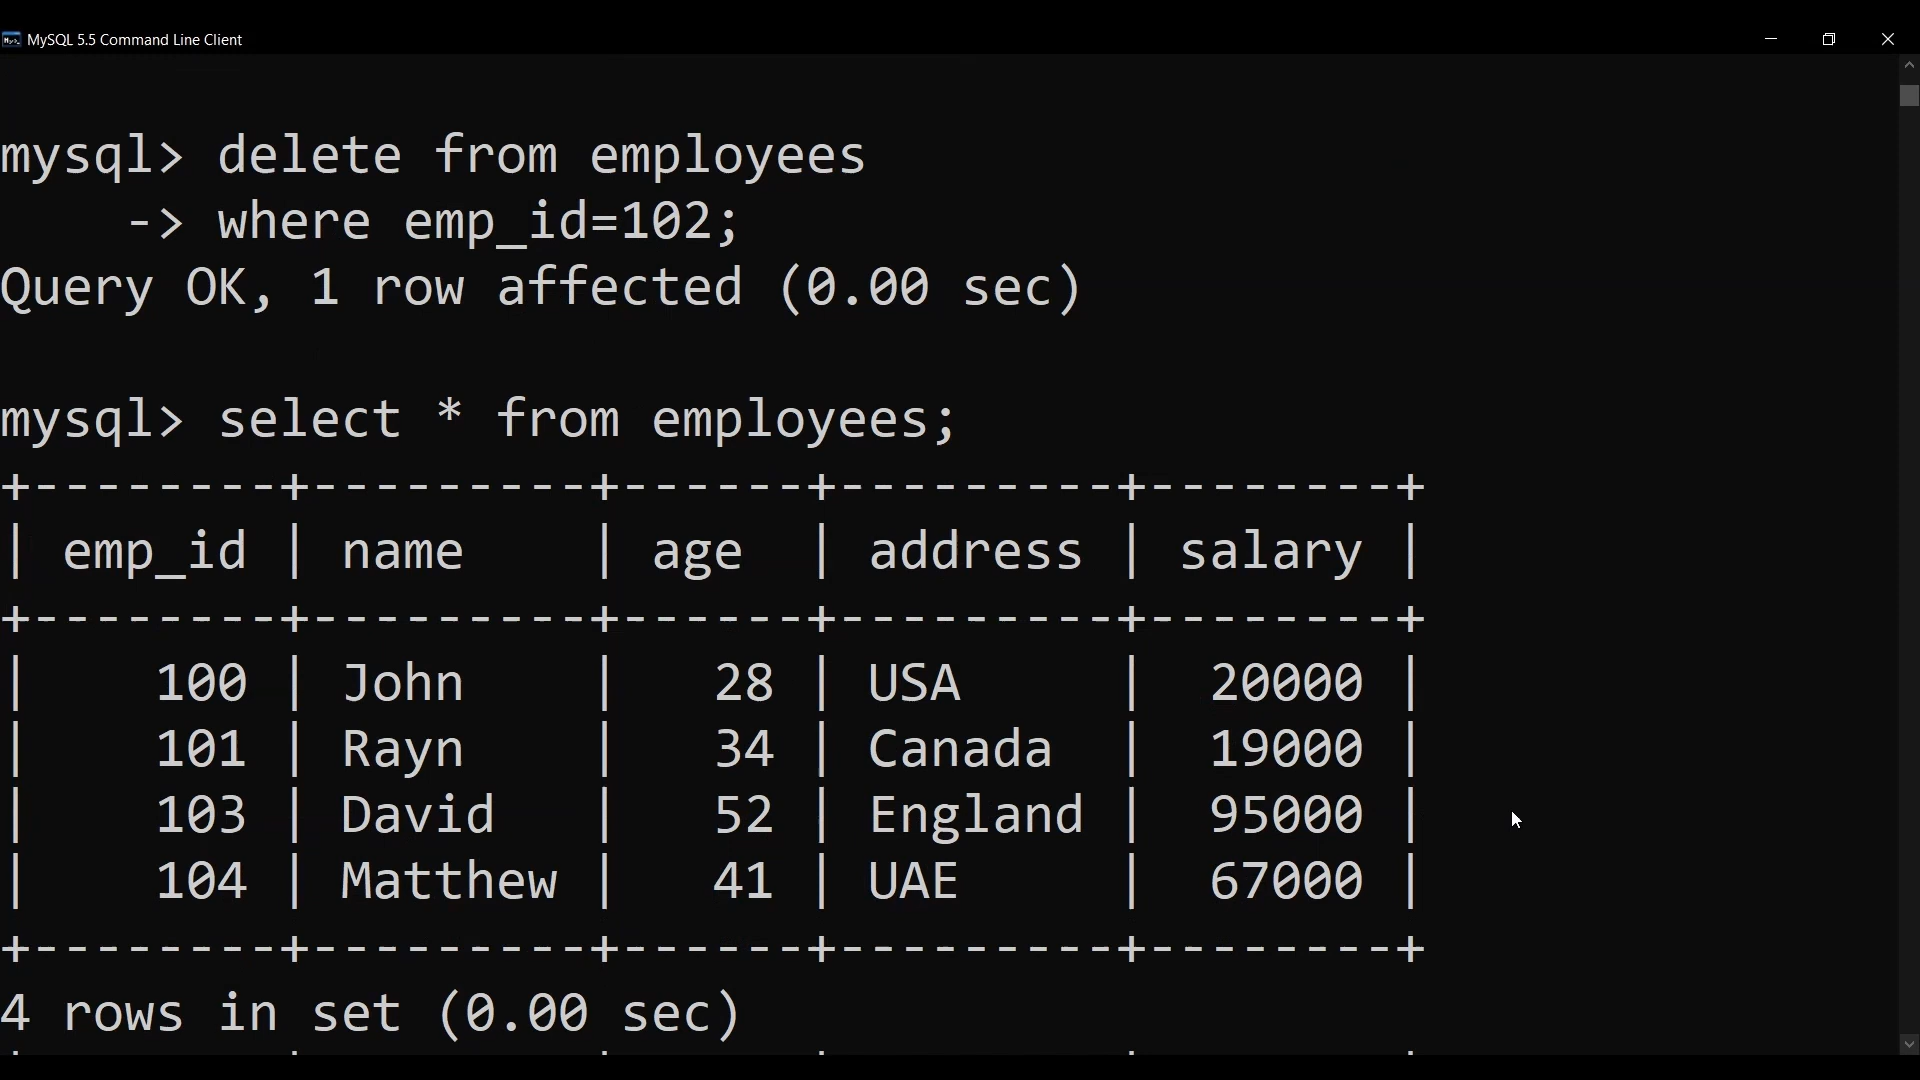 MySQL 5.5 Command Line Client
mysql> delete from employees
    -> where emp_id=102;
Query OK, 1 row affected (0.00 sec)
mysql> select * from employees;
+--------+---------+------+---------+--------+
| emp_id | name    | age  | address | salary |
+--------+---------+------+---------+--------+
|    100 | John    |   28 | USA     |  20000 |
|    101 | Rayn    |   34 | Canada  |  19000 |
|    103 | David   |   52 | England |  95000 |
|    104 | Matthew |   41 | UAE     |  67000 |
+--------+---------+------+---------+--------+
4 rows in set (0.00 sec)